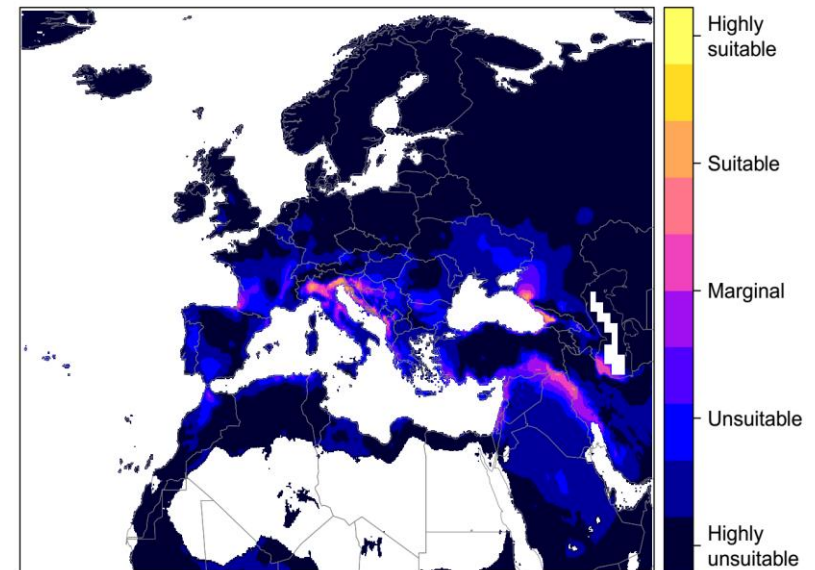 Highly
suitable
Suitable
Marginal
Unsuitable
Highly
unsuitable